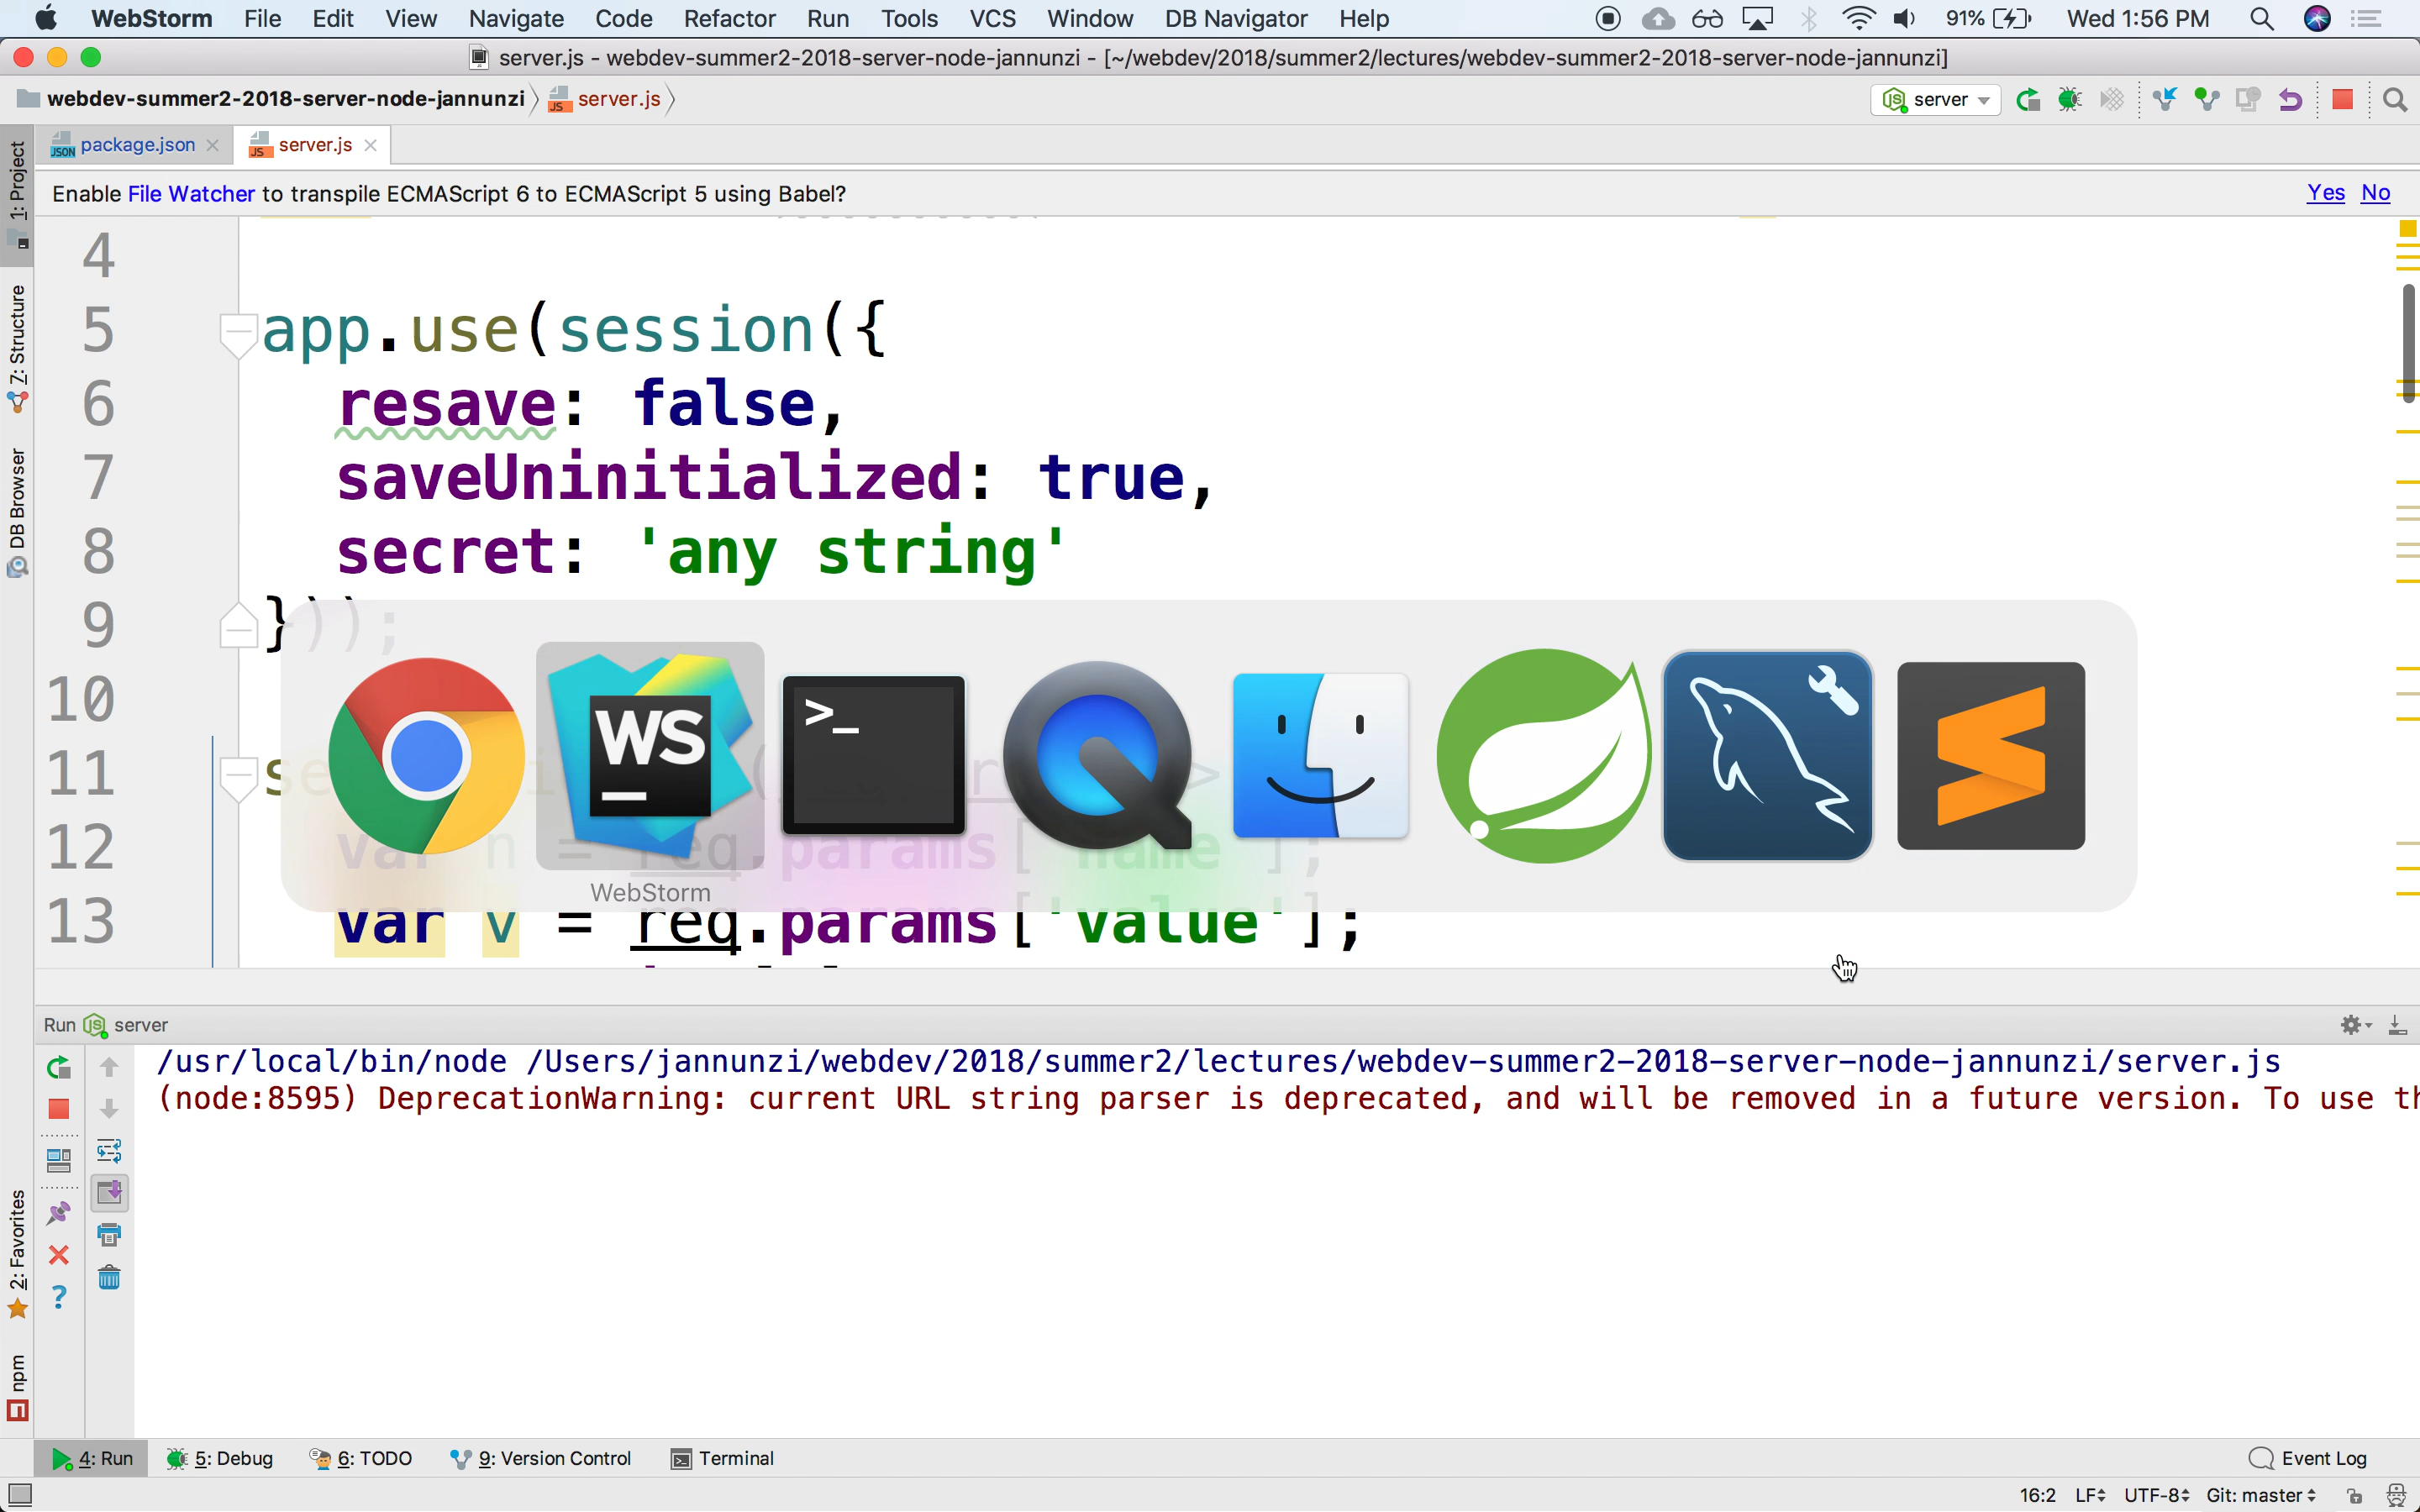 WebStorm File Edit View Navigate Code Refactor Run Tools VCS Window DB Navigator Help 91% Wed 1:56 PM
server.js - webdev-summer2-2018-server-node-jannunzi - [~/webdev/2018/summer2/lectures/webdev-summer2-2018-server-node-jannunzi]
webdev-summer2-2018-server-node-jannunzi server.js server
package.json server.js
Enable File Watcher to transpile ECMAScript 6 to ECMAScript 5 using Babel? Yes No
1: Project
7: Structure
DB Browser
2: Favorites
npm
4
5 app.use(session({
6 resave: false,
7 saveUninitialized: true,
8 secret: 'any string'
9 }));
10
11
12 var n = req.params['name'];
13 var v = req.params['value'];
WS
>_
WebStorm
Run server
/usr/local/bin/node /Users/jannunzi/webdev/2018/summer2/lectures/webdev-summer2-2018-server-node-jannunzi/server.js
(node:8595) DeprecationWarning: current URL string parser is deprecated, and will be removed in a future version. To use
4: Run 5: Debug 6: TODO 9: Version Control Terminal Event Log
16:2 LF UTF-8 Git: master